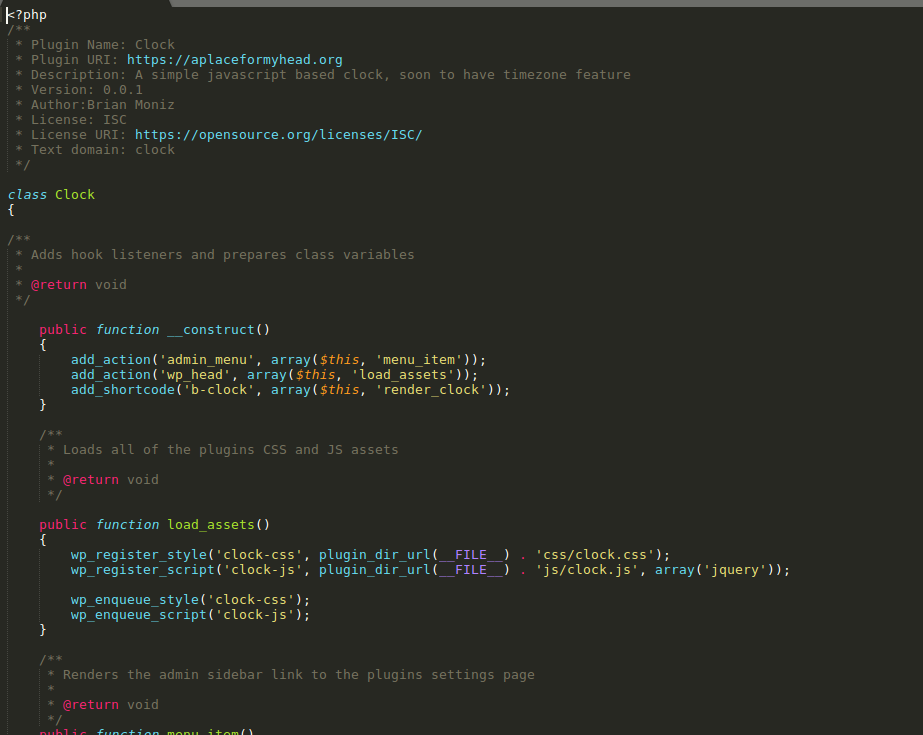 <?php
/**
 * Plugin Name: Clock
 * Plugin URI: https://aplaceformyhead.org
 * Description: A simple javascript based clock, soon to have timezone feature
 * Version: 0.0.1
 * Author:Brian Moniz
 * License: ISC
 * License URI: https://opensource.org/licenses/ISC/
 * Text domain: clock
 */

class Clock
{

/**
 * Adds hook listeners and prepares class variables
 *
 * @return void
 */

    public function __construct()
    {
        add_action('admin_menu', array($this, 'menu_item'));
        add_action('wp_head', array($this, 'load_assets'));
        add_shortcode('b-clock', array($this, 'render_clock'));
    }

    /**
     * Loads all of the plugins CSS and JS assets
     *
     * @return void
     */

    public function load_assets()
    {
        wp_register_style('clock-css', plugin_dir_url(__FILE__) . 'css/clock.css');
        wp_register_script('clock-js', plugin_dir_url(__FILE__) . 'js/clock.js', array('jquery'));

        wp_enqueue_style('clock-css');
        wp_enqueue_script('clock-js');
    }

    /**
     * Renders the admin sidebar link to the plugins settings page
     *
     * @return void
     */
    public function menu_item()